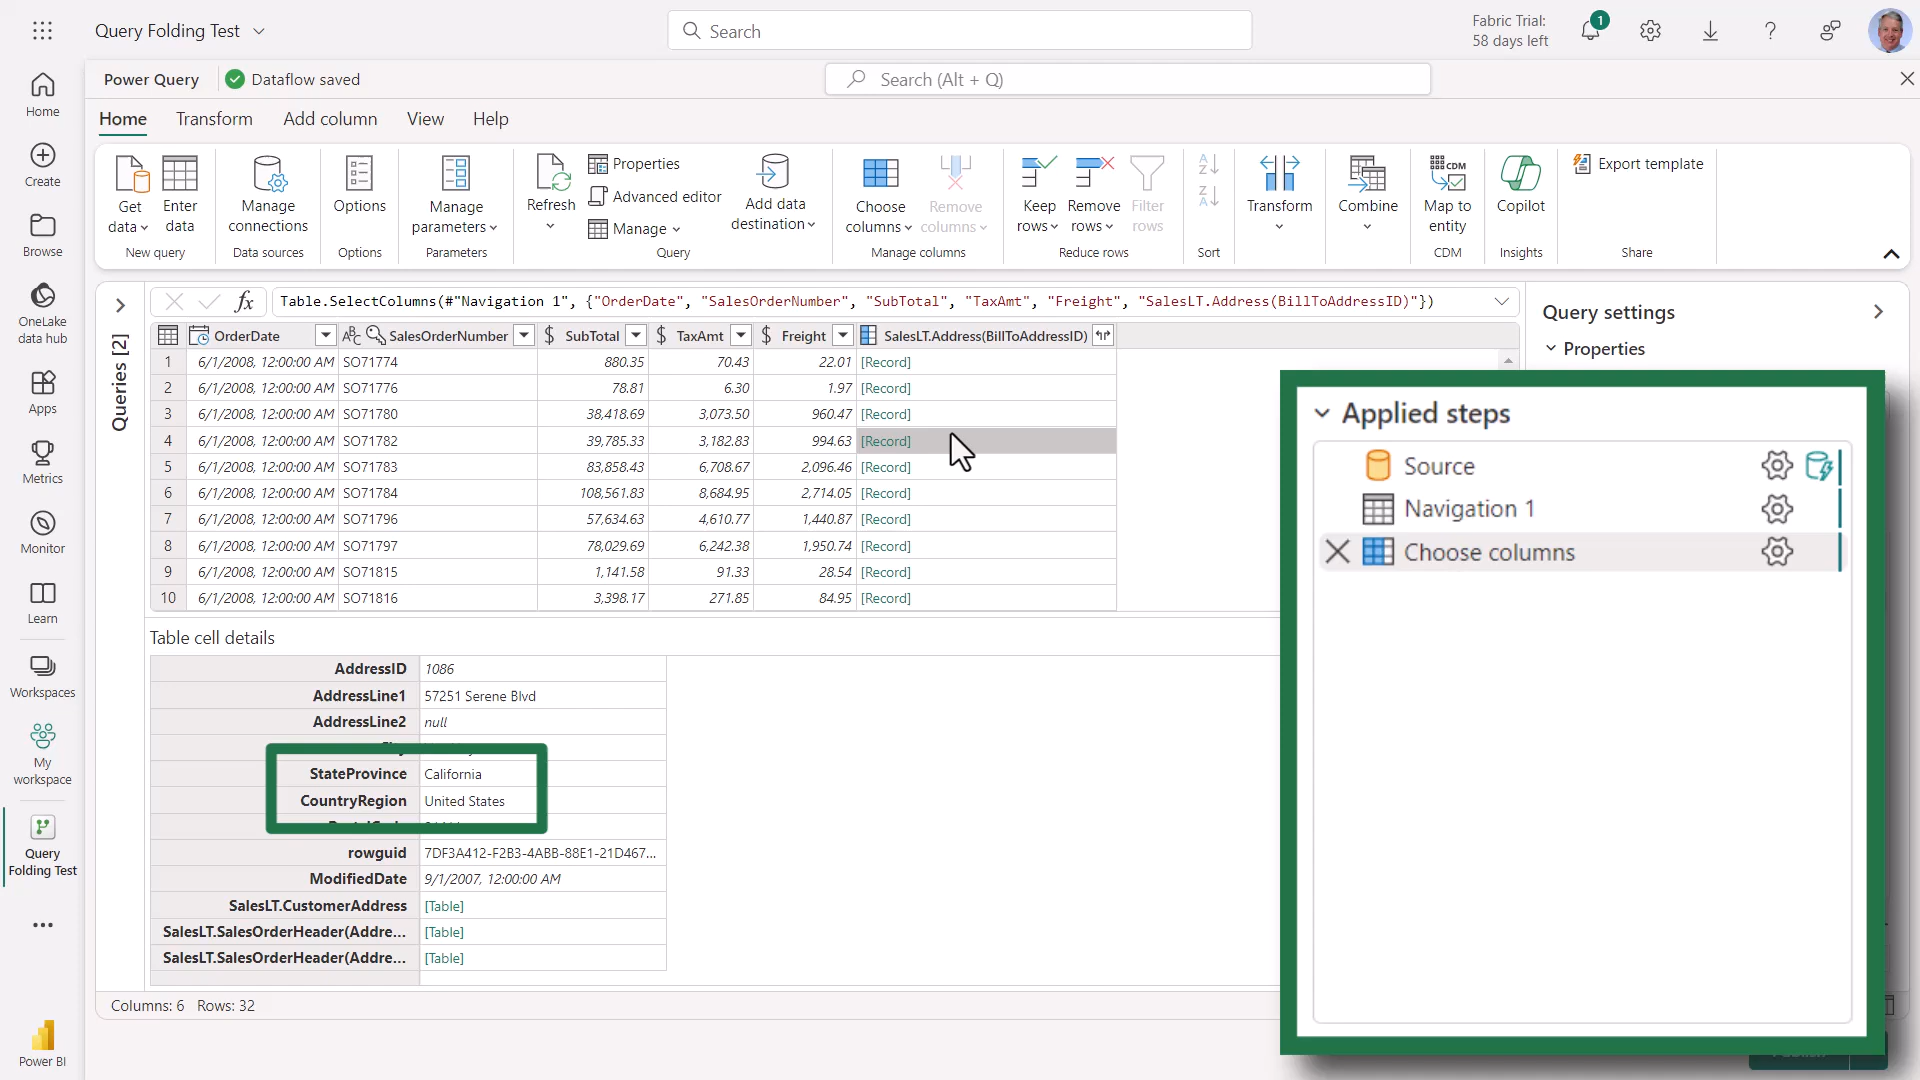 Query Folding Test
Search
Fabric Trial:
58 days left
1
Power Query
Dataflow saved
Search (Alt + Q)
Home
Transform
Add column
View
Help
Get data
Enter data
New query
Manage connections
Data sources
Options
Options
Manage parameters
Parameters
Refresh
Properties
Advanced editor
Manage
Add data destination
Query
Choose columns
Remove columns
Manage columns
Keep rows
Remove rows
Filter rows
Reduce rows
Sort
Transform
Combine
CDM
Map to entity
CDM
Copilot
Insights
Export template
Share
Home
Create
Browse
OneLake data hub
Apps
Metrics
Monitor
Learn
Workspaces
My workspace
Query Folding Test
Power BI
Queries [2]
fx
Table.SelectColumns(#"Navigation 1", {"OrderDate", "SalesOrderNumber", "SubTotal", "TaxAmt", "Freight", "SalesLT.Address(BillToAddressID)"})
OrderDate ABC SalesOrderNumber $ SubTotal $ TaxAmt $ Freight SalesLT.Address(BillToAddressID)
1 6/1/2008, 12:00:00 AM SO71774 880.35 70.43 22.01 [Record]
2 6/1/2008, 12:00:00 AM SO71776 78.81 6.30 1.97 [Record]
3 6/1/2008, 12:00:00 AM SO71780 38,418.69 3,073.50 960.47 [Record]
4 6/1/2008, 12:00:00 AM SO71782 39,785.33 3,182.83 994.63 [Record]
5 6/1/2008, 12:00:00 AM SO71783 83,858.43 6,708.67 2,096.46 [Record]
6 6/1/2008, 12:00:00 AM SO71784 108,561.83 8,684.95 2,714.05 [Record]
7 6/1/2008, 12:00:00 AM SO71796 57,634.63 4,610.77 1,440.87 [Record]
8 6/1/2008, 12:00:00 AM SO71797 78,029.69 6,242.38 1,950.74 [Record]
9 6/1/2008, 12:00:00 AM SO71815 1,141.58 91.33 28.54 [Record]
10 6/1/2008, 12:00:00 AM SO71816 3,398.17 271.85 84.95 [Record]
Table cell details
AddressID 1086
AddressLine1 57251 Serene Blvd
AddressLine2 null
StateProvince California
CountryRegion United States
rowguid 7DF3A412-F2B3-4ABB-88E1-21D467...
ModifiedDate 9/1/2007, 12:00:00 AM
SalesLT.CustomerAddress [Table]
SalesLT.SalesOrderHeader(Addre... [Table]
SalesLT.SalesOrderHeader(Addre... [Table]
Columns: 6 Rows: 32
Query settings
Properties
Applied steps
Source
Navigation 1
Choose columns